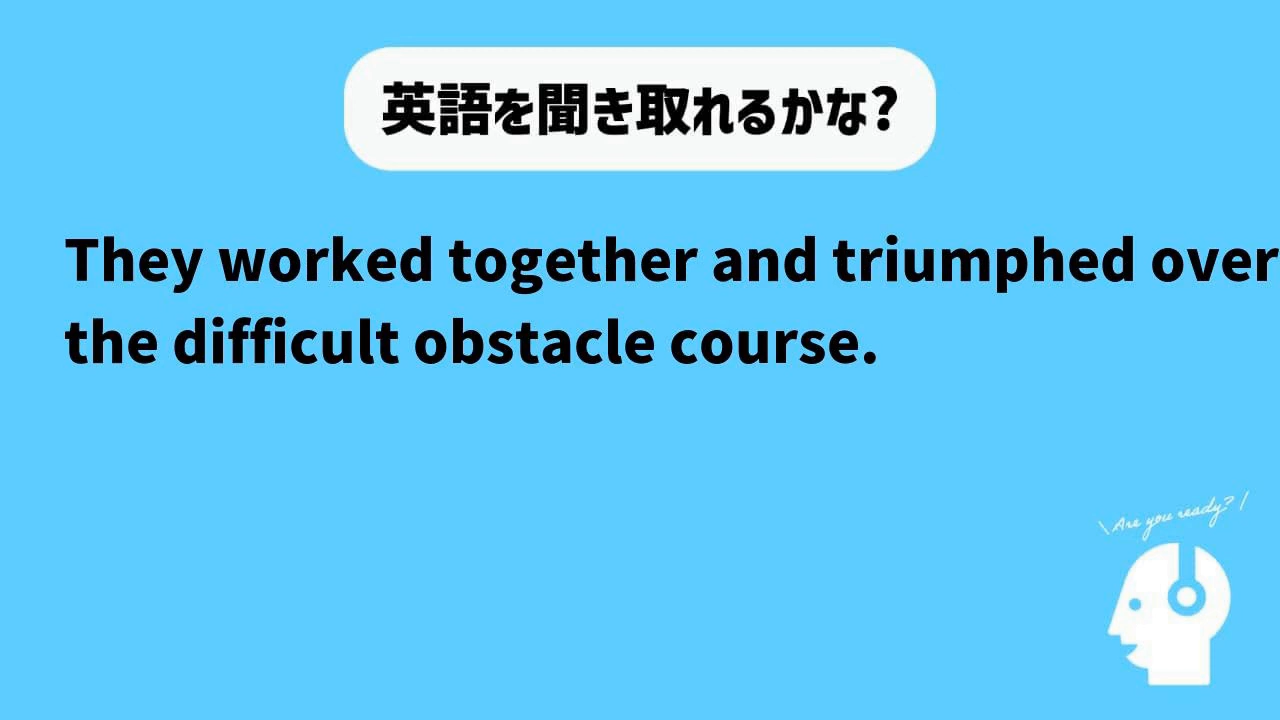 英語を聞き取れるかな?
They worked together and triumphed over
the difficult obstacle course.
\ Are you ready? /